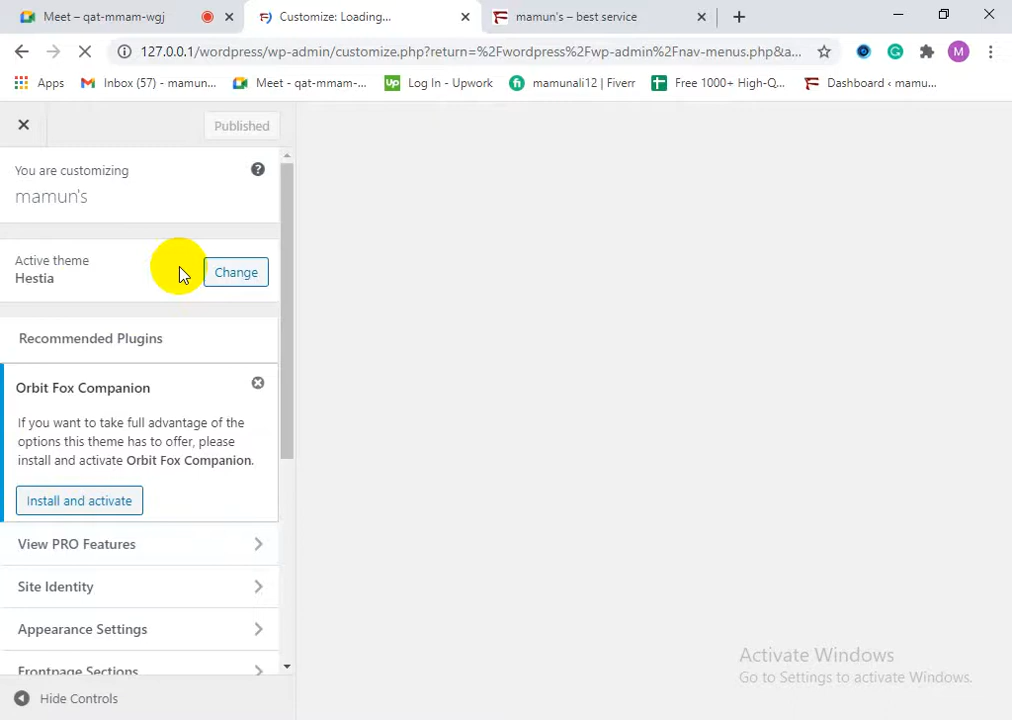 Meet – qat-mmam-wgj
Customize: Loading...
mamun's – best service
127.0.0.1/wordpress/wp-admin/customize.php?return=%2Fwordpress%2Fwp-admin%2Fnav-menus.php&a...
M
Apps
Inbox (57) - mamun...
Meet - qat-mmam-...
Up
Log In - Upwork
fi
mamunali12 | Fiverr
Free 1000+ High-Q...
Dashboard ‹ mamu...
Published
You are customizing
mamun's
Active theme
Hestia
Change
Recommended Plugins
Orbit Fox Companion
If you want to take full advantage of the
options this theme has to offer, please
install and activate Orbit Fox Companion.
Install and activate
View PRO Features
Site Identity
Appearance Settings
Frontpage Sections
Hide Controls
Activate Windows
Go to Settings to activate Windows.